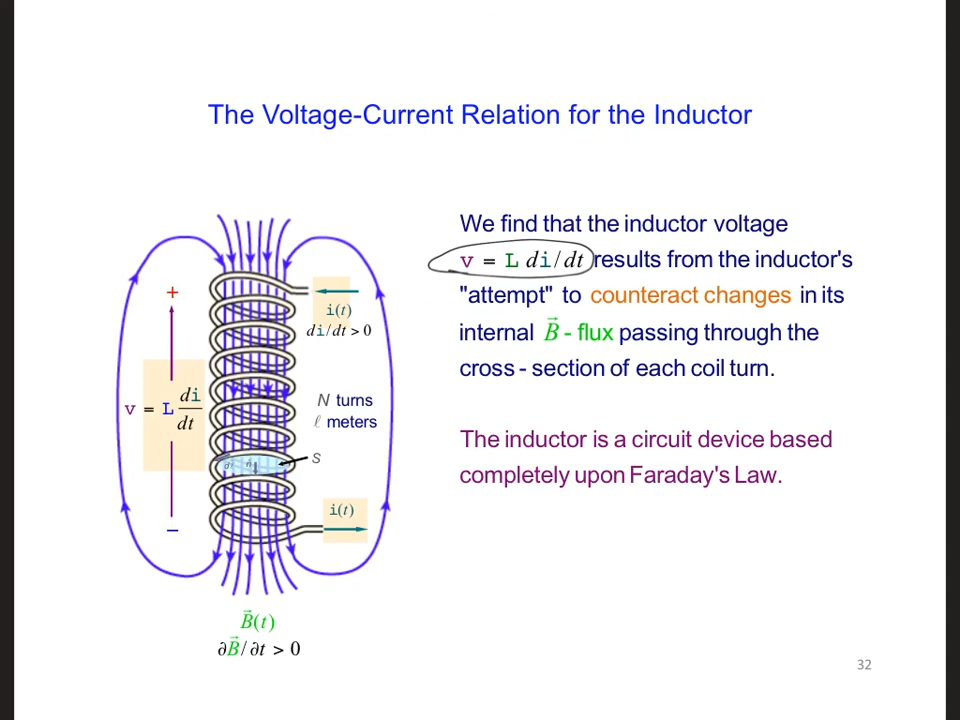 The Voltage-Current Relation for the Inductor
We find that the inductor voltage
v = L di/dt results from the inductor's
"attempt" to counteract changes in its
internal B⃗ - flux passing through the
cross - section of each coil turn.
The inductor is a circuit device based
completely upon Faraday's Law.
+
i(t)
di/dt > 0
v = L di/dt
N turns
ℓ meters
S
i(t)
−
B⃗(t)
∂B⃗/∂t > 0
32